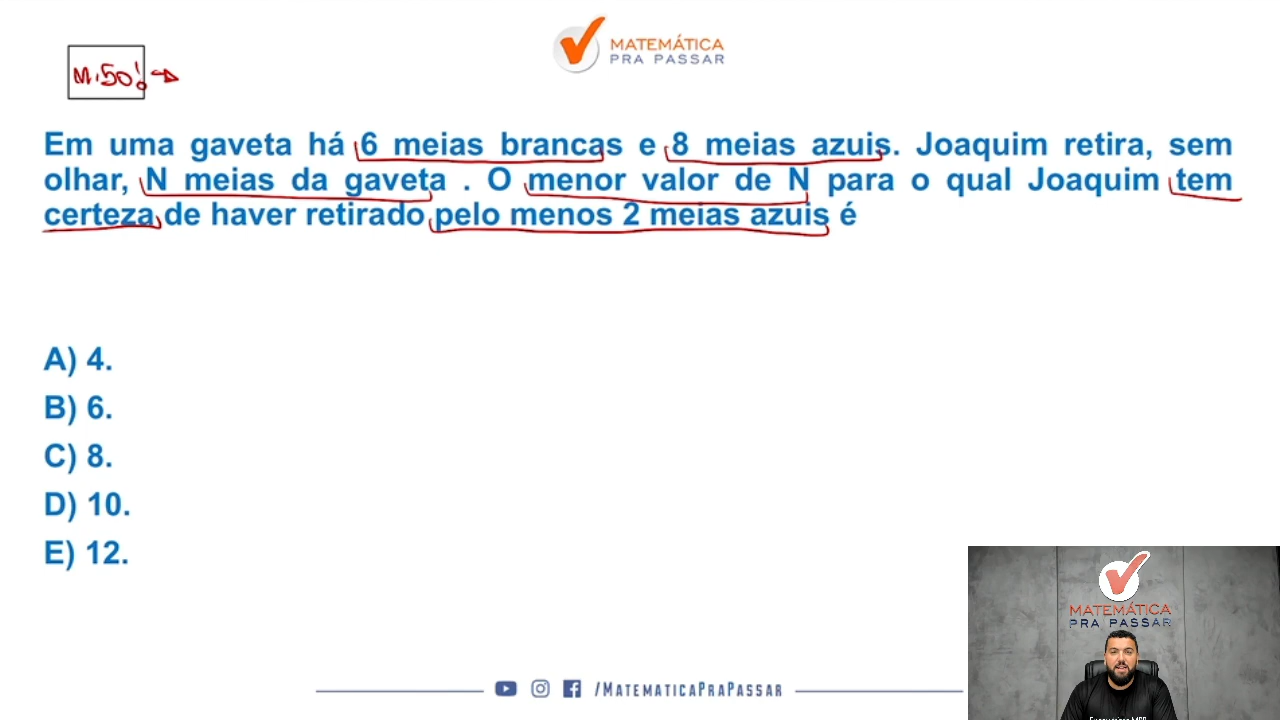 MATEMÁTICA
PRA PASSAR
M.50!
Em uma gaveta há 6 meias brancas e 8 meias azuis. Joaquim retira, sem
olhar, N meias da gaveta . O menor valor de N para o qual Joaquim tem
certeza de haver retirado pelo menos 2 meias azuis é
A) 4.
B) 6.
C) 8.
D) 10.
E) 12.
MATEMÁTICA
PRA PASSAR
/MATEMATICAPRAPASSAR